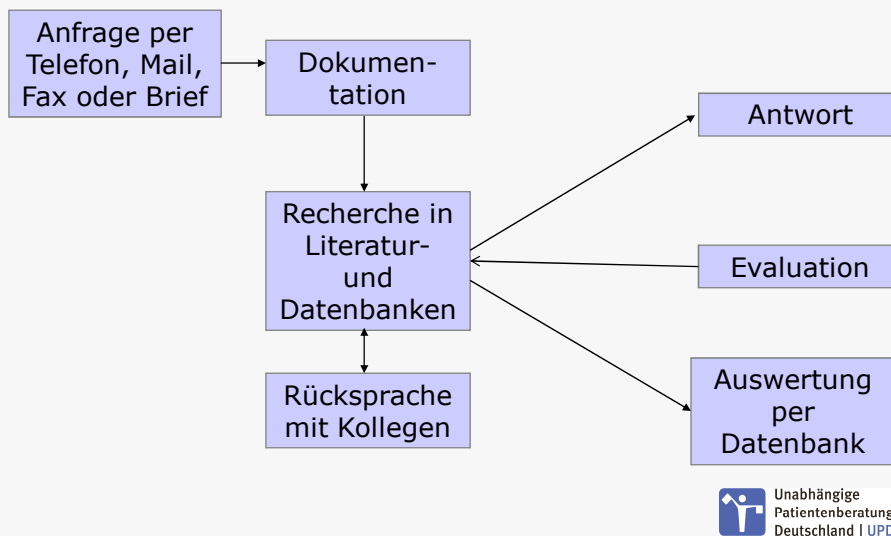 Anfrage per
Telefon, Mail,
Fax oder Brief
Dokumen-
tation
Antwort
Recherche in
Literatur-
und
Datenbanken
Evaluation
Rücksprache
mit Kollegen
Auswertung
per
Datenbank
Unabhängige
Patientenberatung
Deutschland | UPD